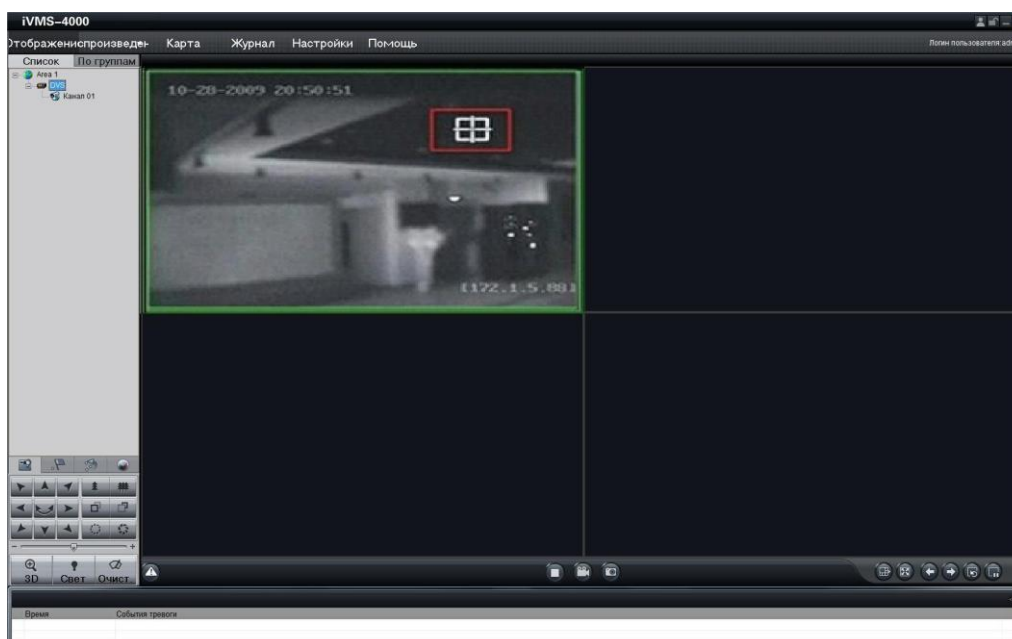 iVMS-4000
Отображениспроизведен Карта Журнал Настройки Помощь
Логин пользователя:adm
Список По группам
Area 1
DVS
Канал 01
10-28-2009 20:50:51
(172.1.5.88)
3D Свет Очист
Время События тревоги